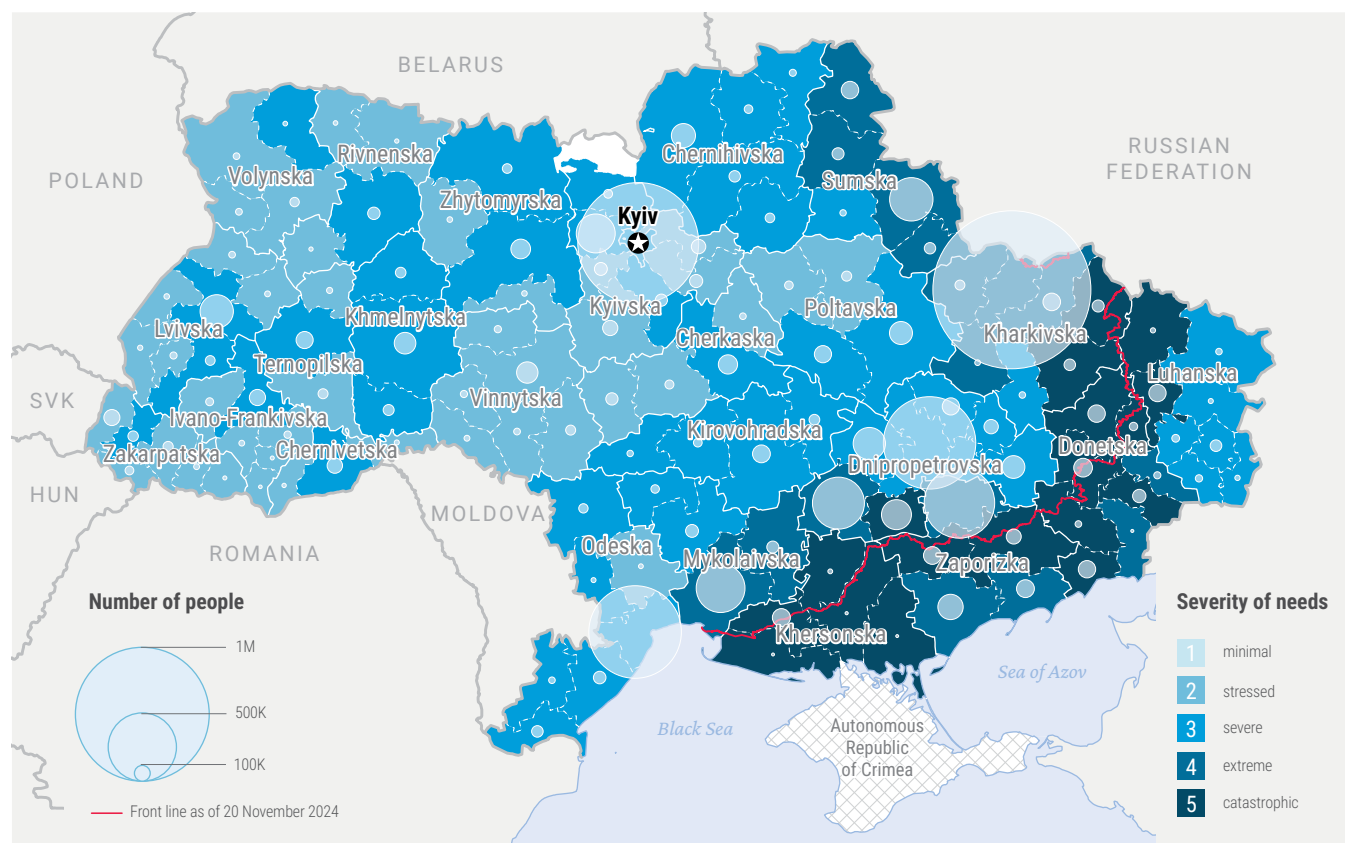 BELARUS
RUSSIAN
FEDERATION
POLAND
Rivnenska
Chernihivska
Volynska
Sumska
Zhytomyrska
Kyiv
Kyivska
Poltavska
Khmelnytska
Lvivska
Cherkaska
Kharkivska
Ternopilska
Luhanska
SVK
Vinnytska
Ivano-Frankivska
Kirovohradska
Zakarpatska
Chernivetska
Donetska
Dnipropetrovska
HUN
MOLDOVA
ROMANIA
Odeska
Mykolaivska
Zaporizka
Khersonska
Sea of Azov
Black Sea
Autonomous
Republic
of Crimea
Number of people
1M
500K
100K
Front line as of 20 November 2024
Severity of needs
1 minimal
2 stressed
3 severe
4 extreme
5 catastrophic